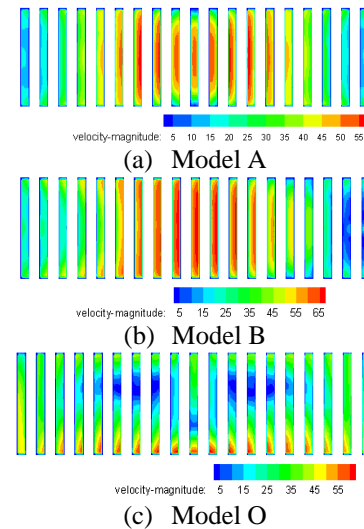 velocity-magnitude: 5 10 15 20 25 30 35 40 45 50 55
(a) Model A
velocity-magnitude: 5 15 25 35 45 55 65
(b) Model B
velocity-magnitude: 5 15 25 35 45 55
(c) Model O